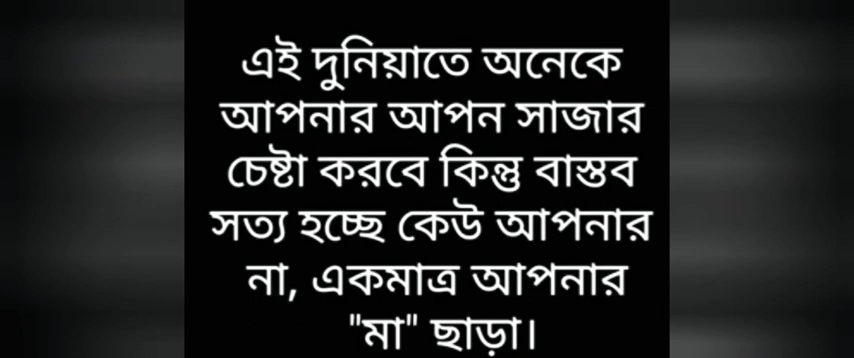 এই দুনিয়াতে অনেকে
আপনার আপন সাজার
চেষ্টা করবে কিন্তু বাস্তব
সত্য হচ্ছে কেউ আপনার
না, একমাত্র আপনার
"মা" ছাড়া।